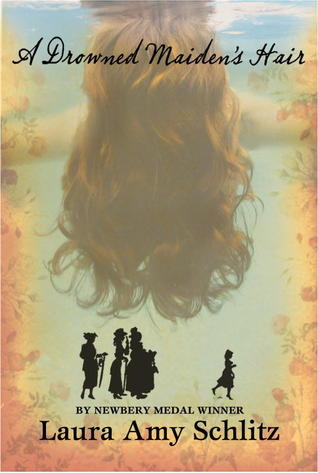 A Drowned Maiden's Hair
BY NEWBERY MEDAL WINNER
Laura Amy Schlitz